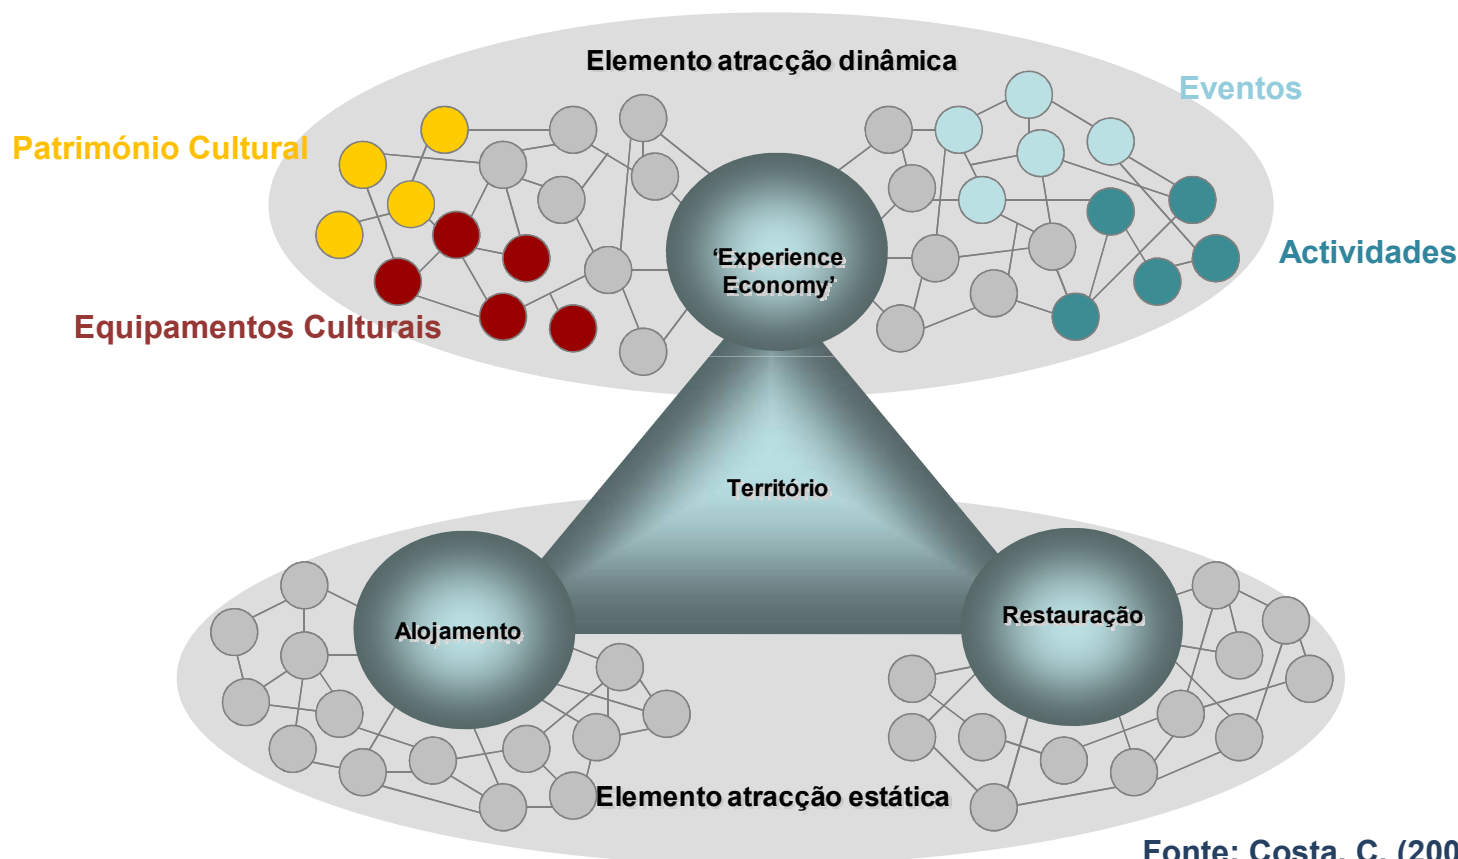 Elemento atracção dinâmica
Eventos
Património Cultural
'Experience
Economy'
Actividades
Equipamentos Culturais
Território
Alojamento
Restauração
Elemento atracção estática
Fonte: Costa, C. (200